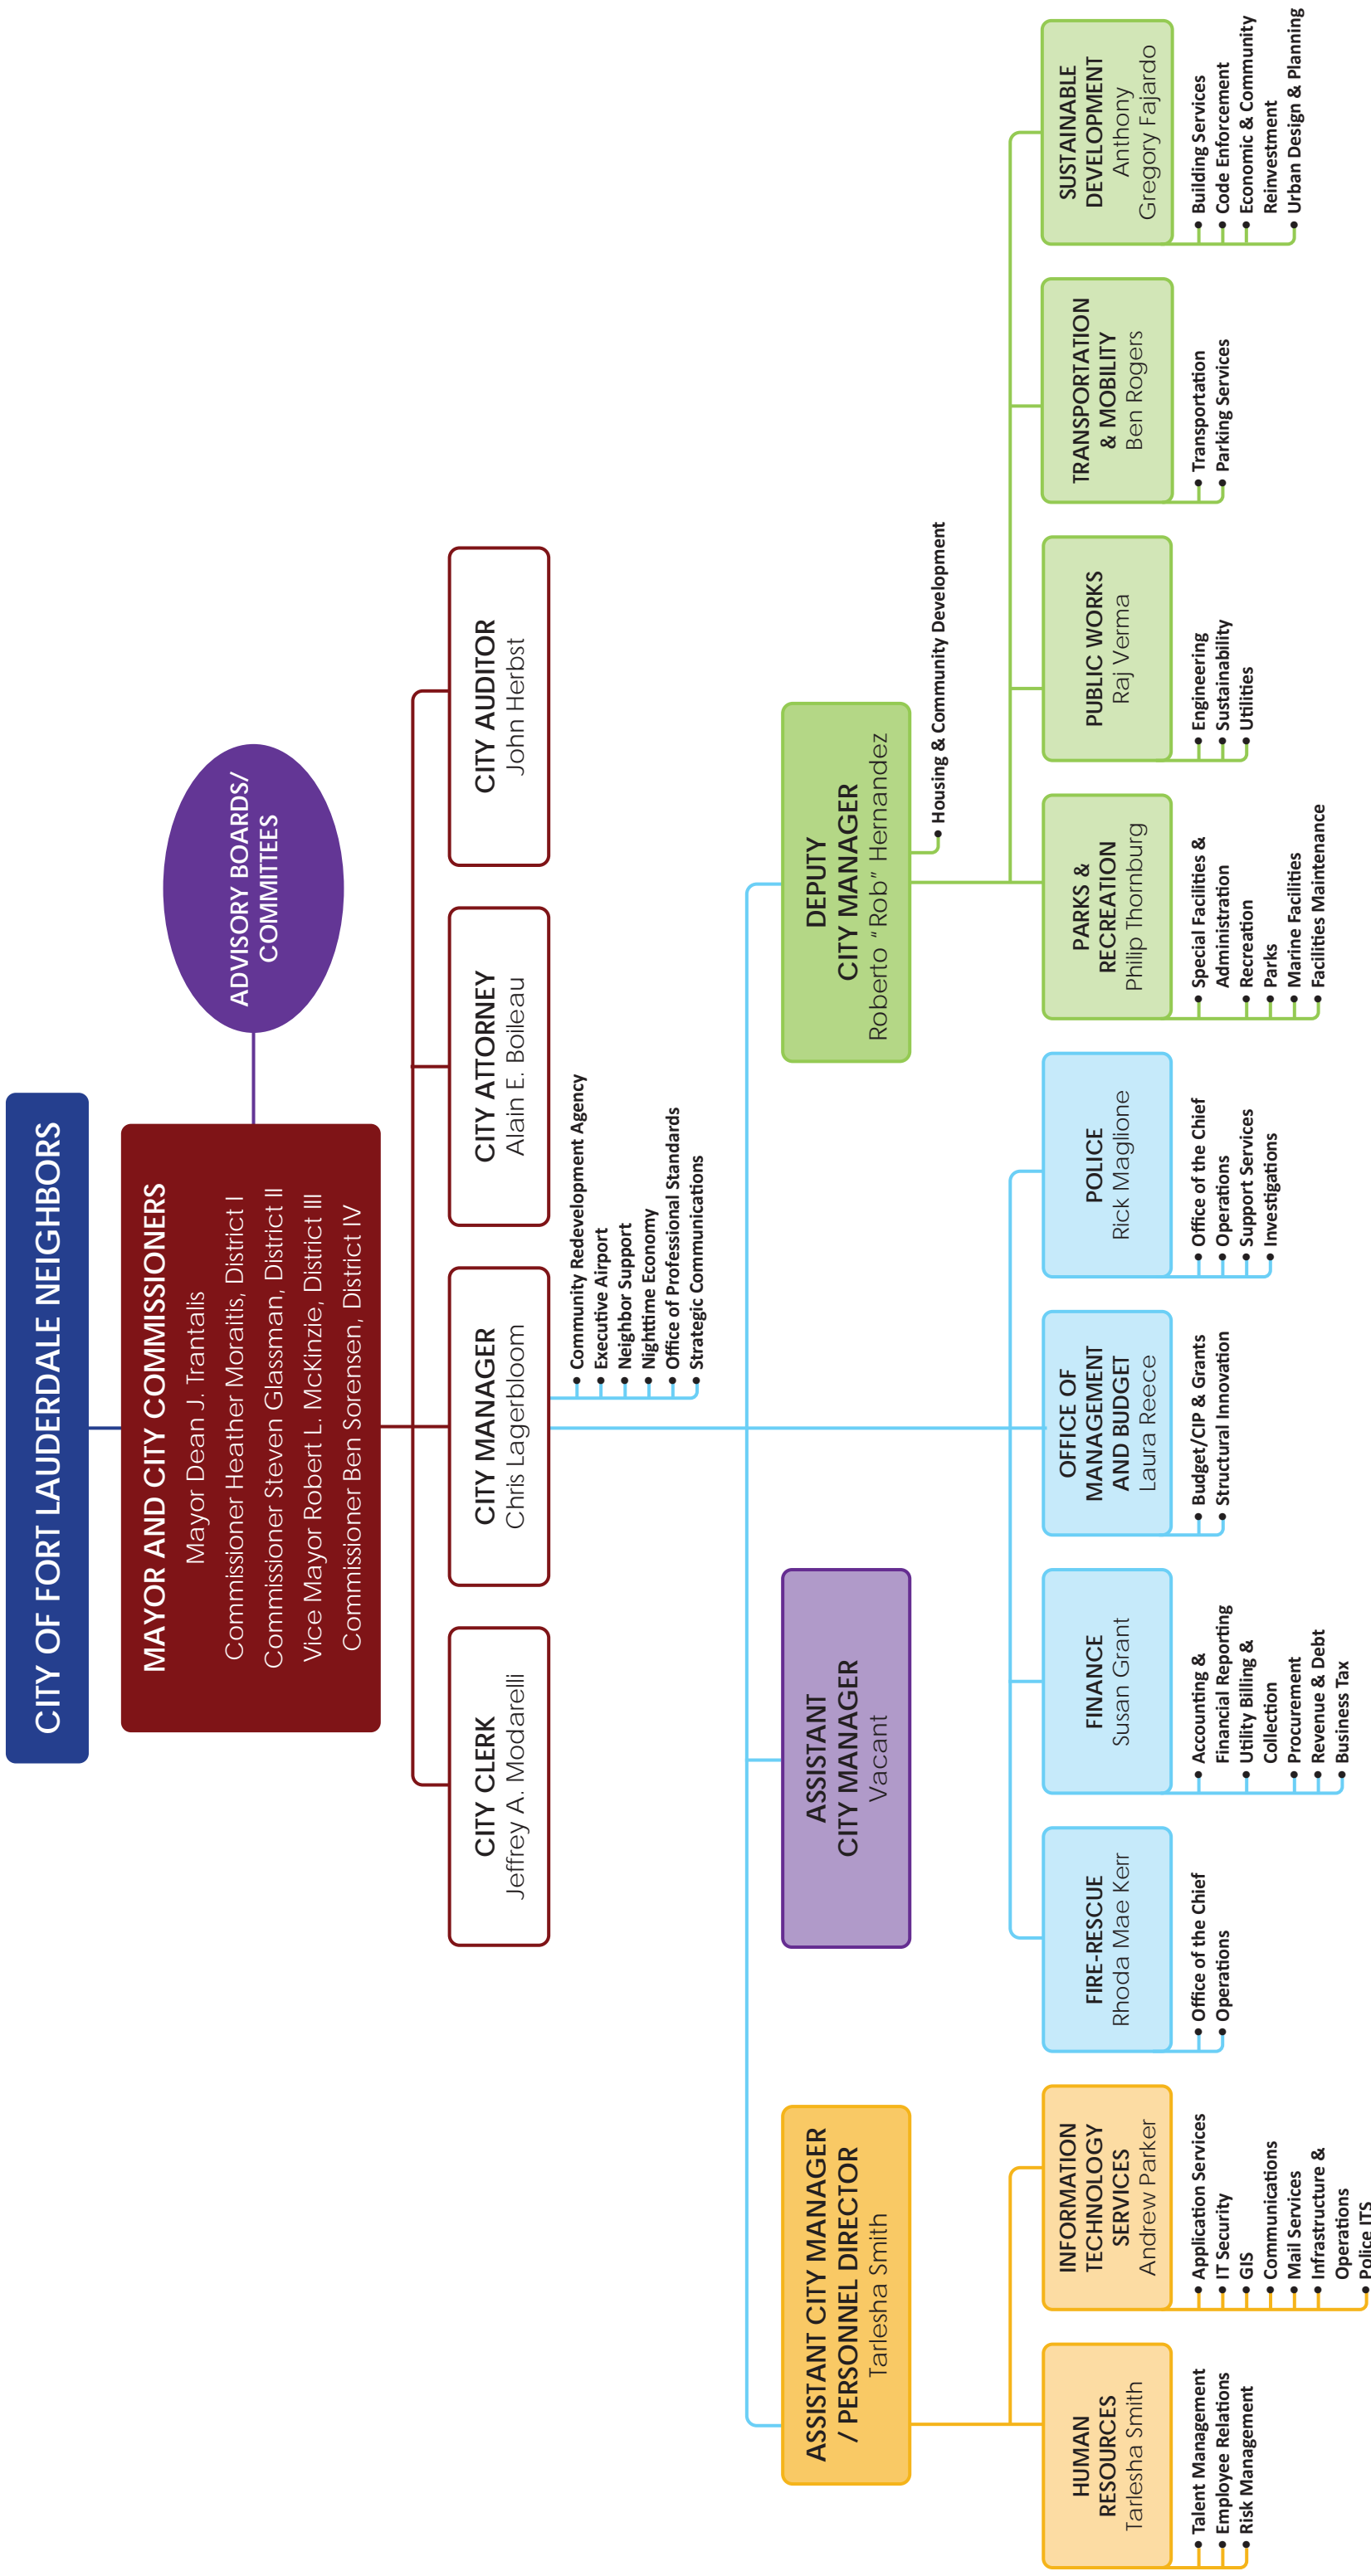 CITY OF FORT LAUDERDALE NEIGHBORS
MAYOR AND CITY COMMISSIONERS
Mayor Dean J. Trantalis
Commissioner Heather Moraitis, District I
Commissioner Steven Glassman, District II
Vice Mayor Robert L. McKinzie, District III
Commissioner Ben Sorensen, District IV
ADVISORY BOARDS/
COMMITTEES
CITY CLERK
Jeffrey A. Modarelli
CITY MANAGER
Chris Lagerbloom
Community Redevelopment Agency
Executive Airport
Neighbor Support
Nighttime Economy
Office of Professional Standards
Strategic Communications
CITY ATTORNEY
Alain E. Boileau
CITY AUDITOR
John Herbst
ASSISTANT CITY MANAGER
/ PERSONNEL DIRECTOR
Tarlesha Smith
ASSISTANT
CITY MANAGER
Vacant
DEPUTY
CITY MANAGER
Roberto "Rob" Hernandez
Housing & Community Development
HUMAN
RESOURCES
Tarlesha Smith
Talent Management
Employee Relations
Risk Management
INFORMATION
TECHNOLOGY
SERVICES
Andrew Parker
Application Services
IT Security
GIS
Communications
Mail Services
Infrastructure &
Operations
Police ITS
FIRE-RESCUE
Rhoda Mae Kerr
Office of the Chief
Operations
FINANCE
Susan Grant
Accounting &
Financial Reporting
Utility Billing &
Collection
Procurement
Revenue & Debt
Business Tax
OFFICE OF
MANAGEMENT
AND BUDGET
Laura Reece
Budget/CIP & Grants
Structural Innovation
POLICE
Rick Maglione
Office of the Chief
Operations
Support Services
Investigations
PARKS &
RECREATION
Philip Thornburg
Special Facilities &
Administration
Recreation
Parks
Marine Facilities
Facilities Maintenance
PUBLIC WORKS
Raj Verma
Engineering
Sustainability
Utilities
TRANSPORTATION
& MOBILITY
Ben Rogers
Transportation
Parking Services
SUSTAINABLE
DEVELOPMENT
Anthony
Gregory Fajardo
Building Services
Code Enforcement
Economic & Community
Reinvestment
Urban Design & Planning